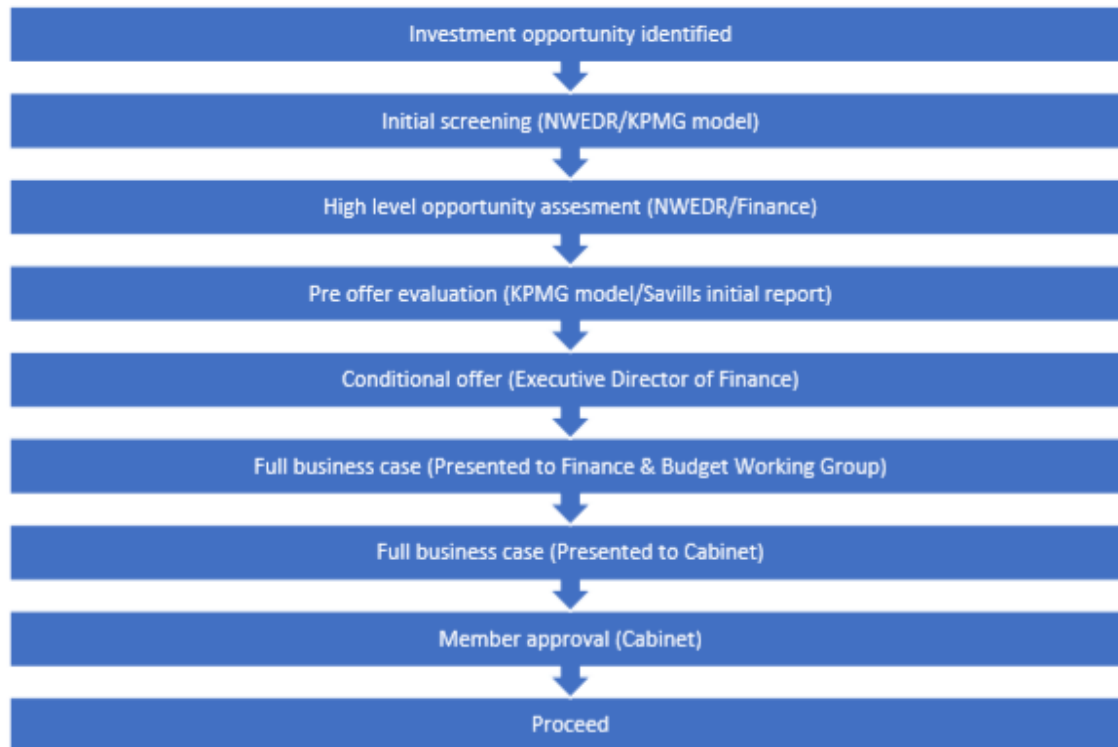 Investment opportunity identified
Initial screening (NWEDR/KPMG model)
High level opportunity assesment (NWEDR/Finance)
Pre offer evaluation (KPMG model/Savills initial report)
Conditional offer (Executive Director of Finance)
Full business case (Presented to Finance & Budget Working Group)
Full business case (Presented to Cabinet)
Member approval (Cabinet)
Proceed